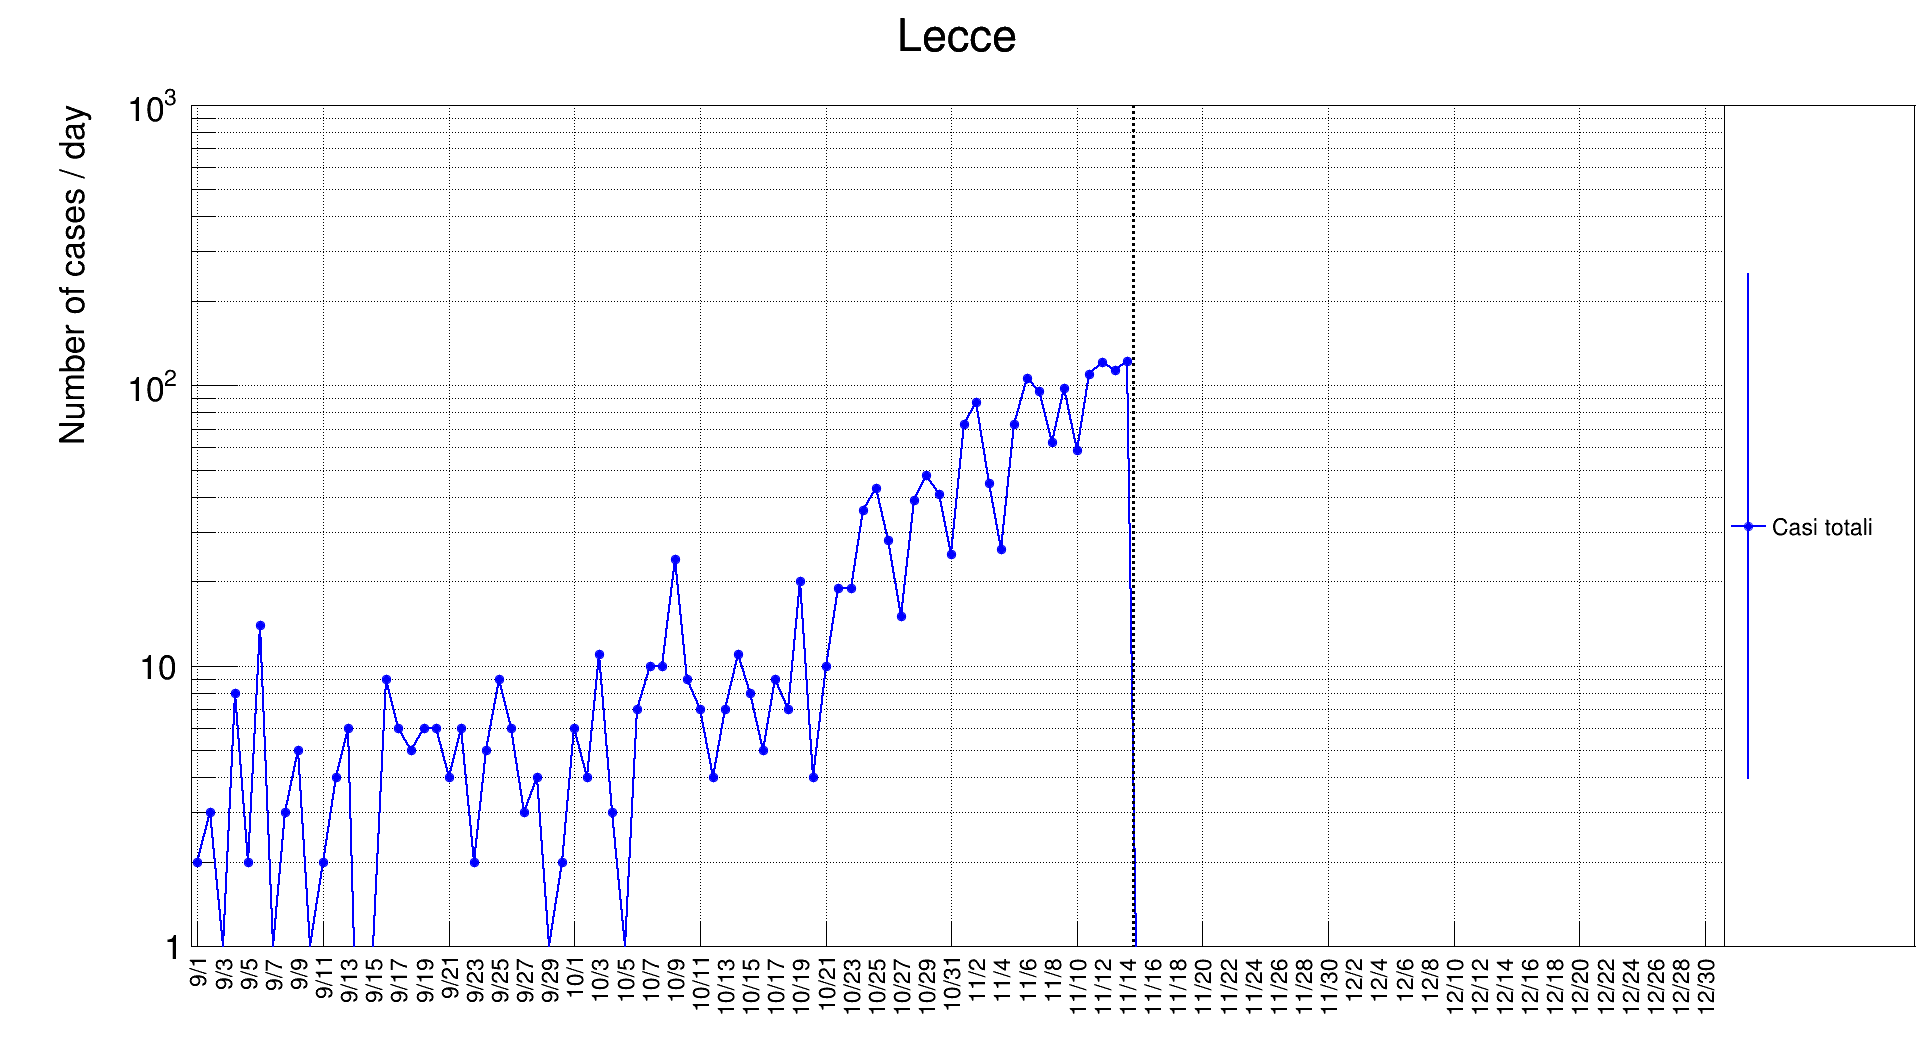 Lecce
Number of cases / day
10³
10²
10
1
9/1 9/3 9/5 9/7 9/9 9/11 9/13 9/15 9/17 9/19 9/21 9/23 9/25 9/27 9/29 10/1 10/3 10/5 10/7 10/9 10/11 10/13 10/15 10/17 10/19 10/21 10/23 10/25 10/27 10/29 10/31 11/2 11/4 11/6 11/8 11/10 11/12 11/14 11/16 11/18 11/20 11/22 11/24 11/26 11/28 11/30 12/2 12/4 12/6 12/8 12/10 12/12 12/14 12/16 12/18 12/20 12/22 12/24 12/26 12/28 12/30
Casi totali